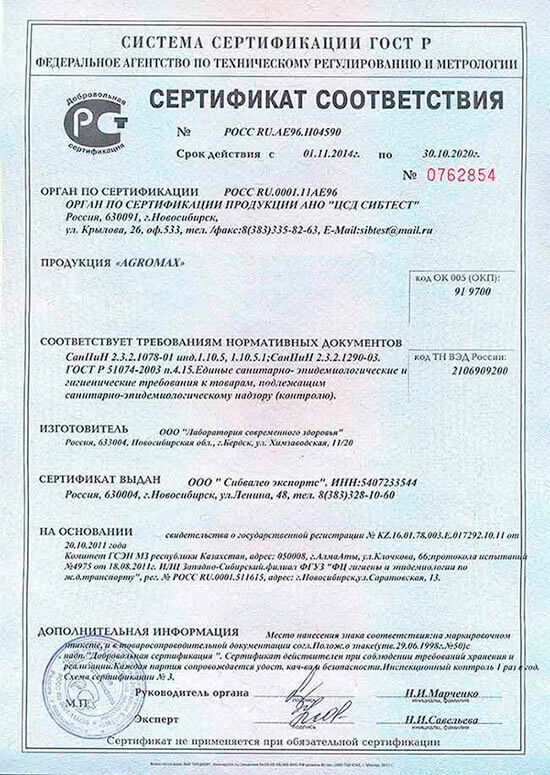 СИСТЕМА СЕРТИФИКАЦИИ ГОСТ Р
ФЕДЕРАЛЬНОЕ АГЕНТСТВО ПО ТЕХНИЧЕСКОМУ РЕГУЛИРОВАНИЮ И МЕТРОЛОГИИ
Добровольная
сертификация
СЕРТИФИКАТ СООТВЕТСТВИЯ
№ РОСС RU.АЕ96.Н04590
Срок действия с 01.11.2014г. по 30.10.2020г.
№ 0762854
ОРГАН ПО СЕРТИФИКАЦИИ РОСС RU.0001.11АЕ96
ОРГАН ПО СЕРТИФИКАЦИИ ПРОДУКЦИИ АНО "ЦСД СИБТЕСТ"
Россия, 630091, г.Новосибирск,
ул. Крылова, 26, оф.533, тел. /факс:8(383)335-82-63, E-Mail:sibtest@mail.ru
ПРОДУКЦИЯ «AGROMAX»
код ОК 005 (ОКП):
91 9700
СООТВЕТСТВУЕТ ТРЕБОВАНИЯМ НОРМАТИВНЫХ ДОКУМЕНТОВ
СанПиН 2.3.2.1078-01 инд.1.10.5, 1.10.5.1;СанПиН 2.3.2.1290-03.
ГОСТ Р 51074-2003 п.4.15.Единые санитарно- эпидемиологические и
гигиенические требования к товарам, подлежащим
санитарно-эпидемиологическому надзору (контролю).
код ТН ВЭД России:
2106909200
ИЗГОТОВИТЕЛЬ ООО "Лаборатория современного здоровья"
Россия, 633004, Новосибирская обл., г.Бердск, ул. Химзаводская, 11/20
СЕРТИФИКАТ ВЫДАН ООО " Сибвалео экспортс". ИНН:5407233544
Россия, 630004, г.Новосибирск, ул.Ленина, 48, тел. 8(383)328-10-60
НА ОСНОВАНИИ свидетельства о государственной регистрации № KZ.16.01.78.003.Е.017292.10.11 от
20.10.2011 года
Комитет ГСЭН МЗ республики Казахстан, адрес: 050008, г.АлмаАты, ул.Клочкова, 66;протокола испытаний
№4975 от 18.08.2011г. ИЛЦ Западно-Сибирский.филиал ФГУЗ "ФЦ гигиены и эпидемиологии по
ж.д.транспорту", рег. № РОСС RU.0001.511615, адрес: г.Новосибирск,ул.Саратовская, 13.
ДОПОЛНИТЕЛЬНАЯ ИНФОРМАЦИЯ Место нанесения знака соответствия:на маркировочном
этикете, и в товаросопроводительной документации согл.Полож.о знаке(утв.29.06.1998г.№50)с
надп."Добровольная сертификация ". Сертификат действителен при соблюдении требований хранения и
реализации.Каждая партия сопровождается удост. кач-ва и безопасности.Инспекционный контроль 1 раз в год.
Схема сертификации № 3.
М.П.
Руководитель органа
подпись
Н.И.Марченко
инициалы, фамилия
Эксперт
подпись
Н.И.Савельева
инициалы, фамилия
Сертификат не применяется при обязательной сертификации